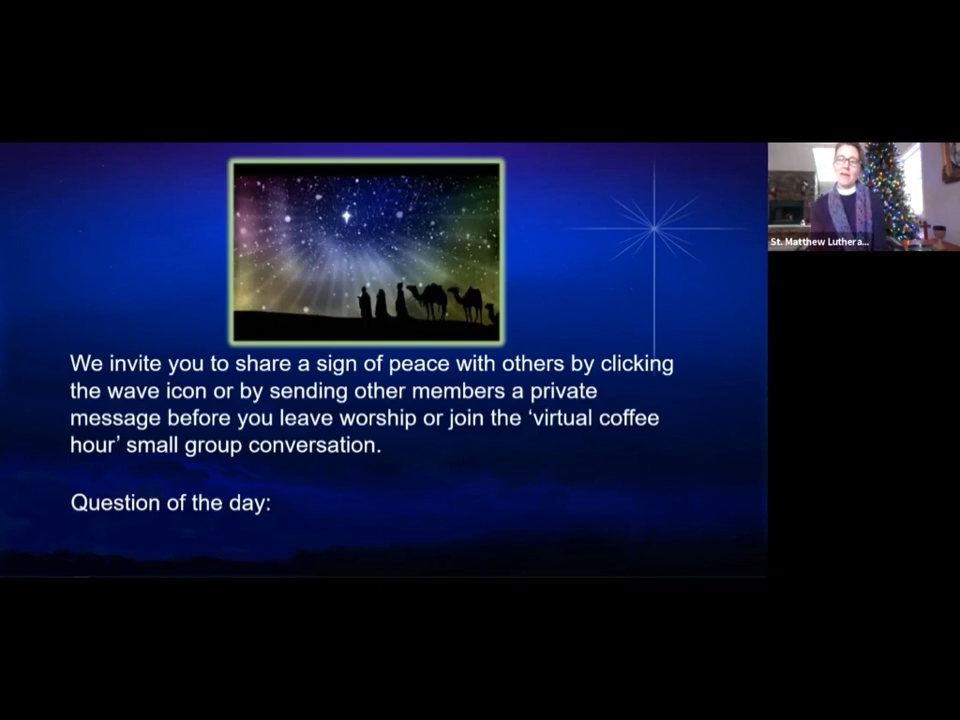 We invite you to share a sign of peace with others by clicking
the wave icon or by sending other members a private
message before you leave worship or join the ‘virtual coffee
hour’ small group conversation.
Question of the day:
St. Matthew Luthera...